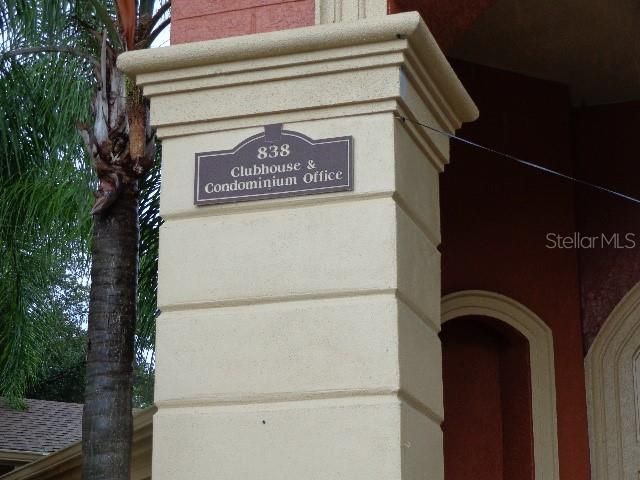 838
Clubhouse &
Condominium Office
StellarMLS